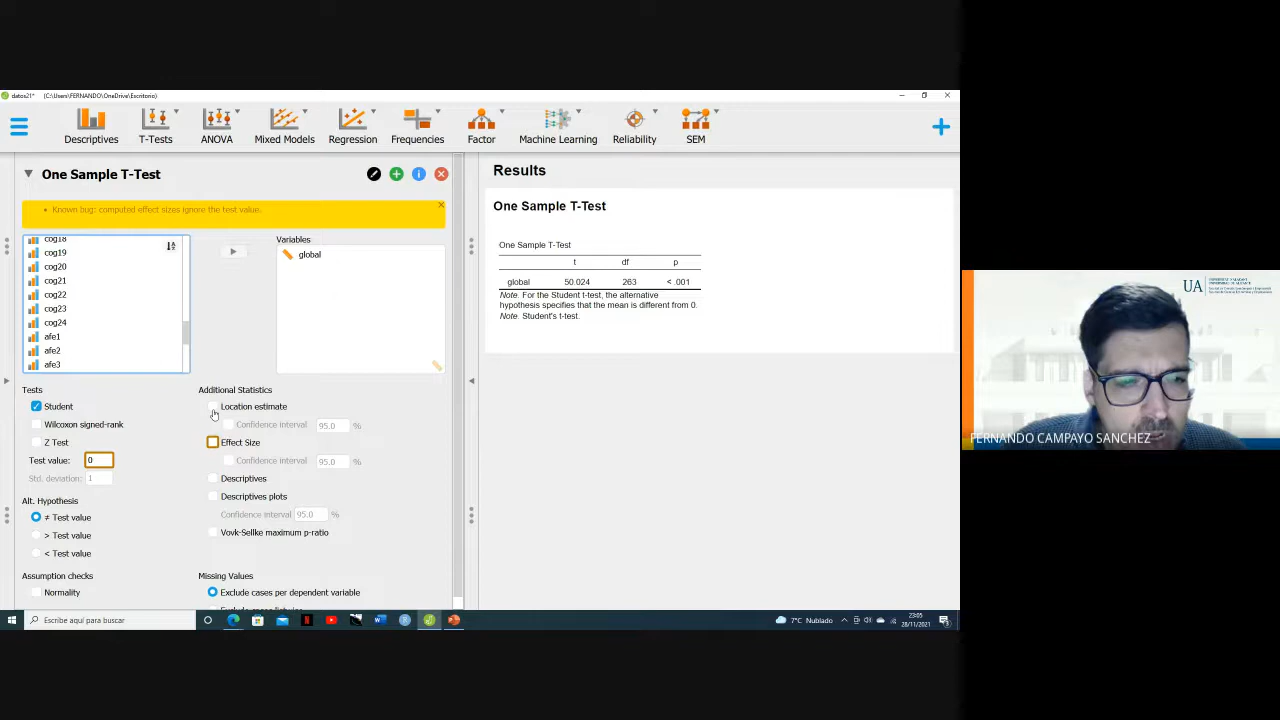 datos21* (C:\Users\FERNANDO\OneDrive\Escritorio)
Descriptives
T-Tests
ANOVA
Mixed Models
Regression
Frequencies
Factor
Machine Learning
Reliability
SEM
One Sample T-Test
• Known bug: computed effect sizes ignore the test value.
cog18
cog19
cog20
cog21
cog22
cog23
cog24
afe1
afe2
afe3
Variables
global
Tests
Student
Wilcoxon signed-rank
Z Test
Test value: 0
Std. deviation: 1
Alt. Hypothesis
≠ Test value
> Test value
< Test value
Assumption checks
Normality
Additional Statistics
Location estimate
Confidence interval 95.0 %
Effect Size
Confidence interval 95.0 %
Descriptives
Descriptives plots
Confidence interval 95.0 %
Vovk-Sellke maximum p-ratio
Missing Values
Exclude cases per dependent variable
Exclude cases listwise
Results
One Sample T-Test
One Sample T-Test
t df p
global 50.024 263 < .001
Note. For the Student t-test, the alternative
hypothesis specifies that the mean is different from 0.
Note. Student's t-test.
Escribe aquí para buscar
7°C Nublado
23:05
28/11/2021
UA
FERNANDO CAMPAYO SANCHEZ